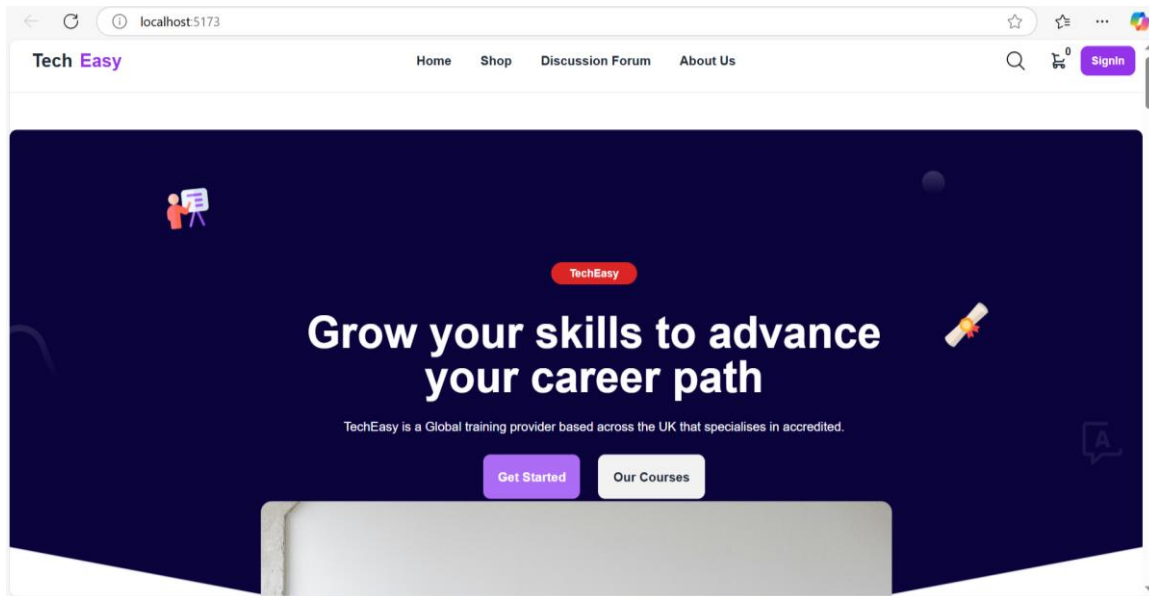 localhost:5173
Tech Easy
Home Shop Discussion Forum About Us
0
SignIn
TechEasy
Grow your skills to advance
your career path
TechEasy is a Global training provider based across the UK that specialises in accredited.
A
Get Started Our Courses